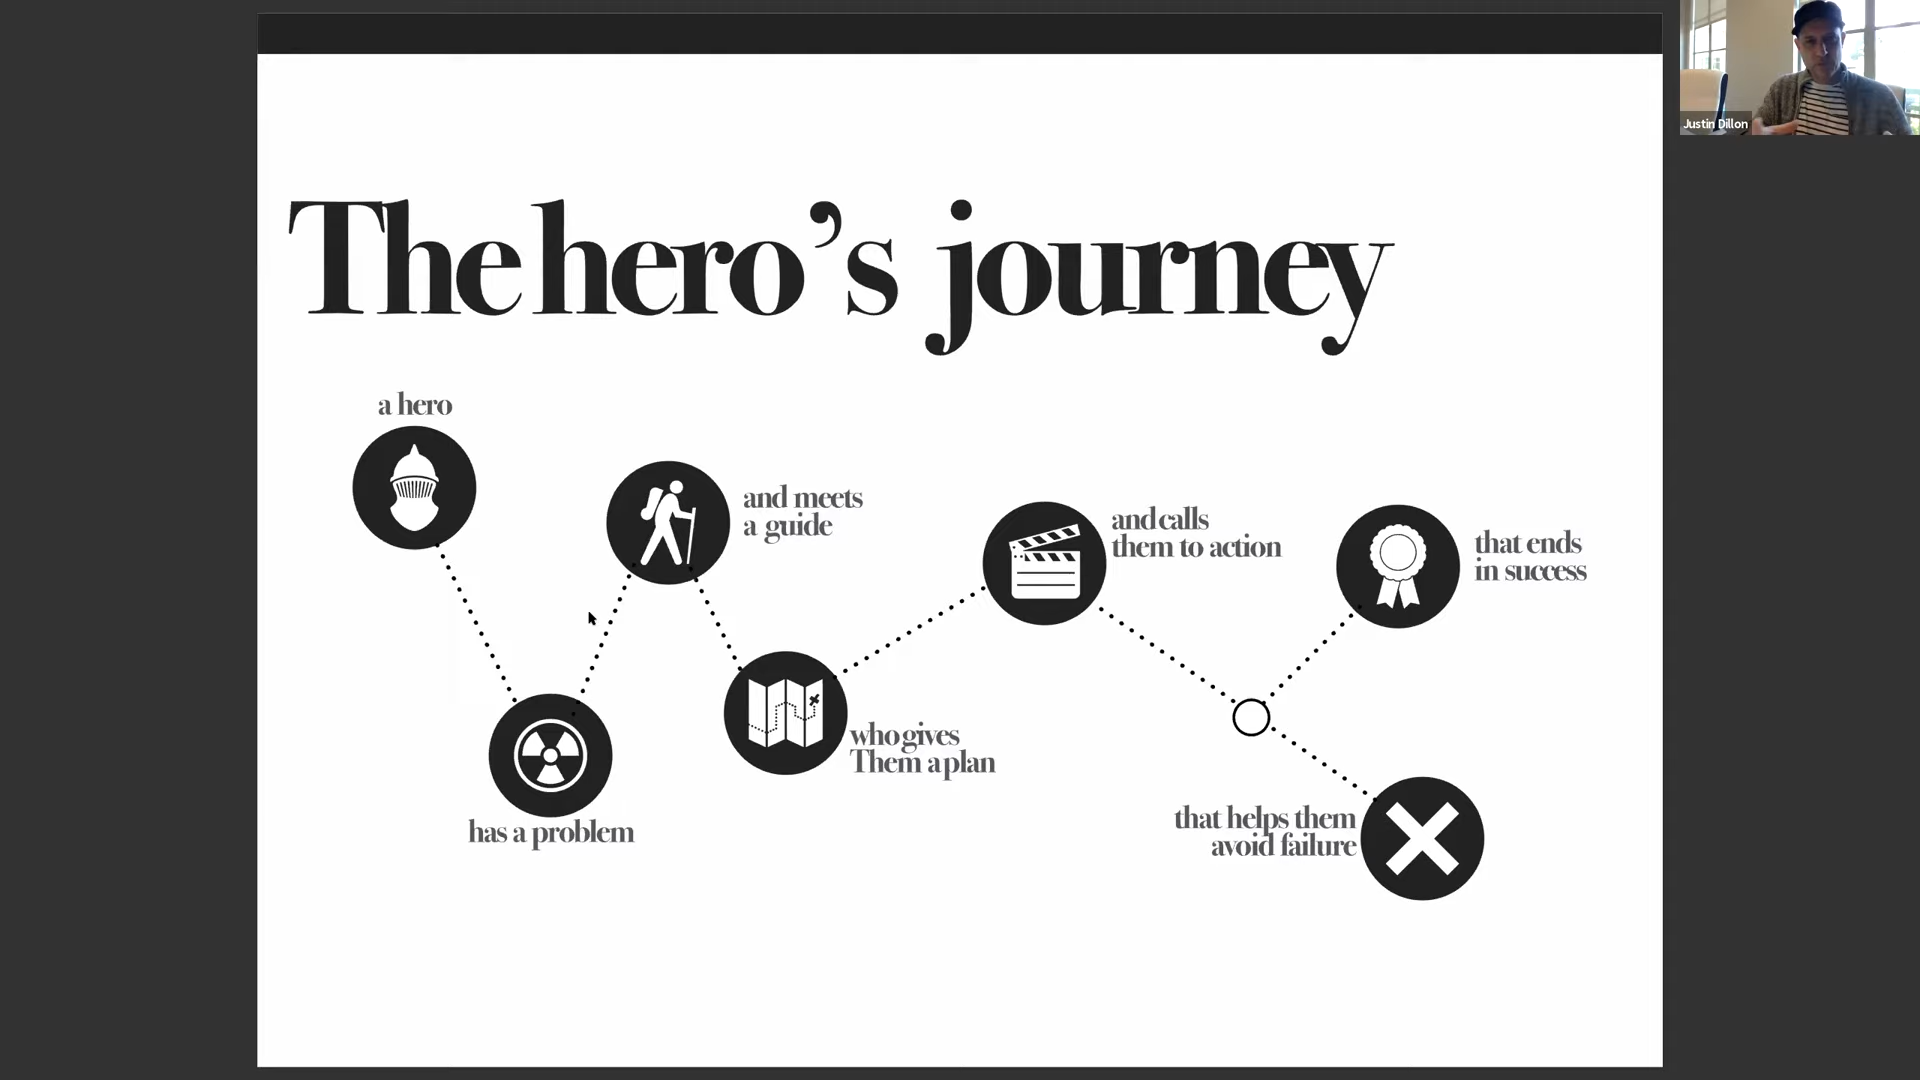 The hero’s journey
a hero
has a problem
and meets
a guide
who gives
Them a plan
and calls
them to action
that ends
in success
that helps them
avoid failure
Justin Dillon